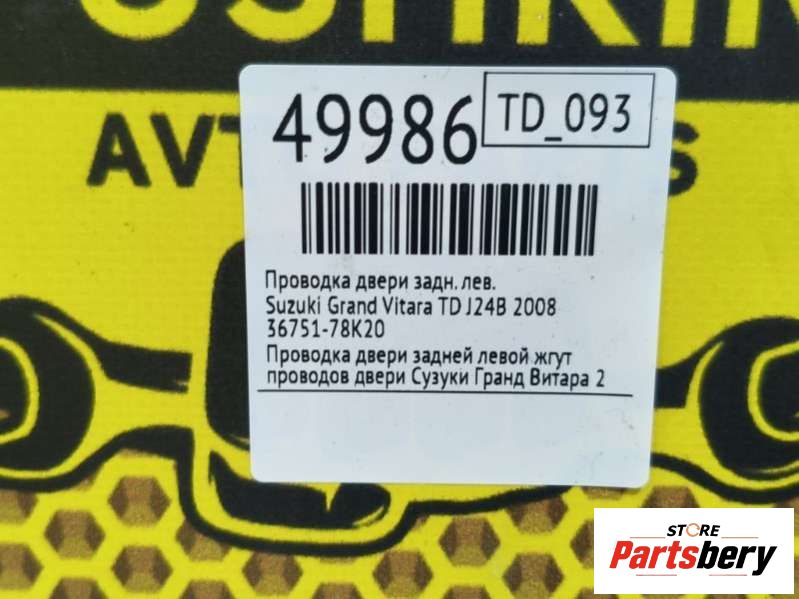 49986
TD_093
Проводка двери задн. лев.
Suzuki Grand Vitara TD J24B 2008
36751-78K20
Проводка двери задней левой жгут
проводов двери Сузуки Гранд Витара 2
STORE
Partsbery